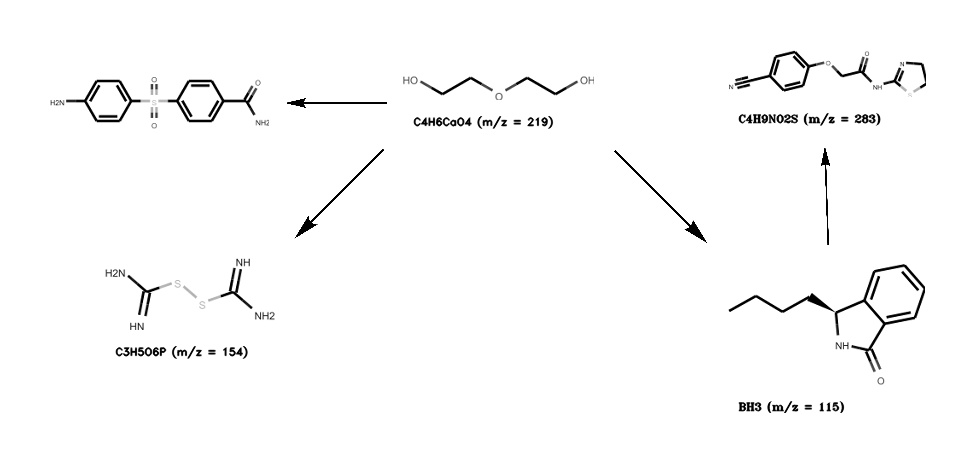 HO
O
OH
C4H6CaO4 (m/z = 219)
H2N
O
S
O
O
NH2
N
O
O
NH
N
S
C4H9NO2S (m/z = 283)
H2N
HN
S
S
NH
NH2
C3H5O6P (m/z = 154)
NH
O
BH3 (m/z = 115)